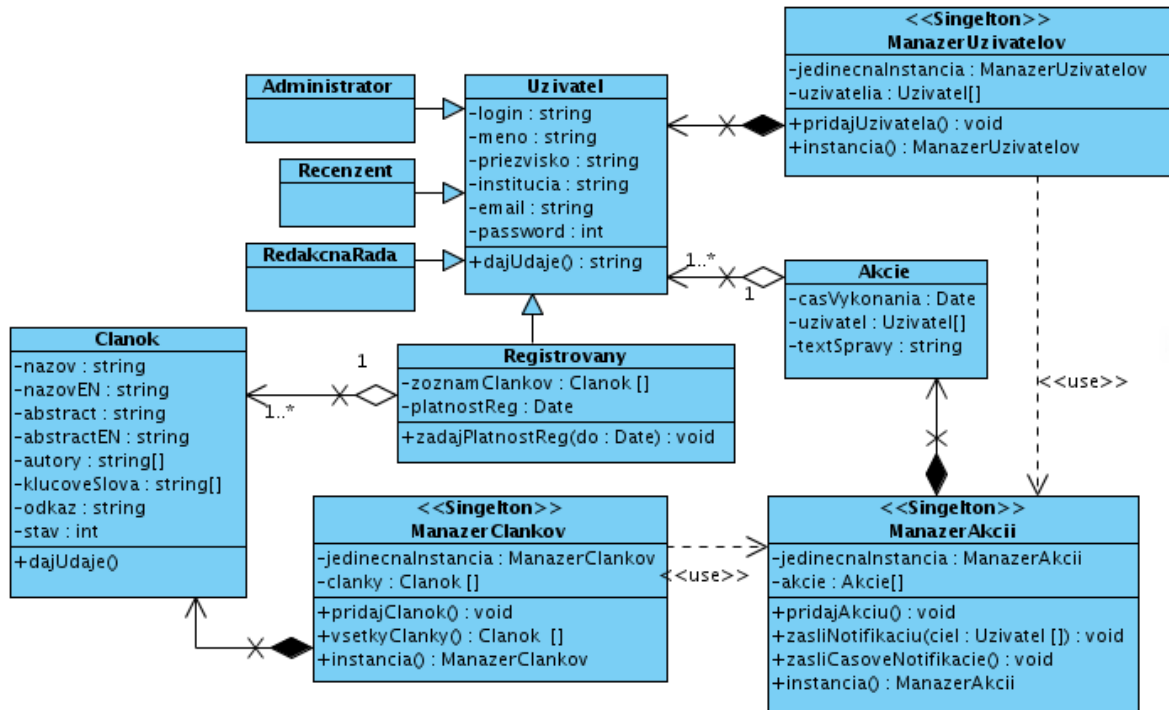 <<Singelton>>
ManazerUzivatelov
-jedinecnaInstancia : ManazerUzivatelov
-uzivatelia : Uzivatel[]
+pridajUzivatela() : void
+instancia() : ManazerUzivatelov
Administrator
Recenzent
RedakcnaRada
Uzivatel
-login : string
-meno : string
-priezvisko : string
-institucia : string
-email : string
-password : int
+dajUdaje() : string
1..*
1
Akcie
-casVykonania : Date
-uzivatel : Uzivatel[]
-textSpravy : string
<<use>>
Clanok
-nazov : string
-nazovEN : string
-abstract : string
-abstractEN : string
-autory : string[]
-klucoveSlova : string[]
-odkaz : string
-stav : int
+dajUdaje()
1
1..*
Registrovany
-zoznamClankov : Clanok []
-platnostReg : Date
+zadajPlatnostReg(do : Date) : void
<<Singelton>>
ManazerClankov
-jedinecnaInstancia : ManazerClankov
-clanky : Clanok []
+pridajClanok() : void
+vsetkyClanky() : Clanok []
+instancia() : ManazerClankov
<<use>>
<<Singelton>>
ManazerAkcii
-jedinecnaInstancia : ManazerAkcii
-akcie : Akcie[]
+pridajAkciu() : void
+zasliNotifikaciu(ciel : Uzivatel []) : void
+zasliCasoveNotifikacie() : void
+instancia() : ManazerAkcii